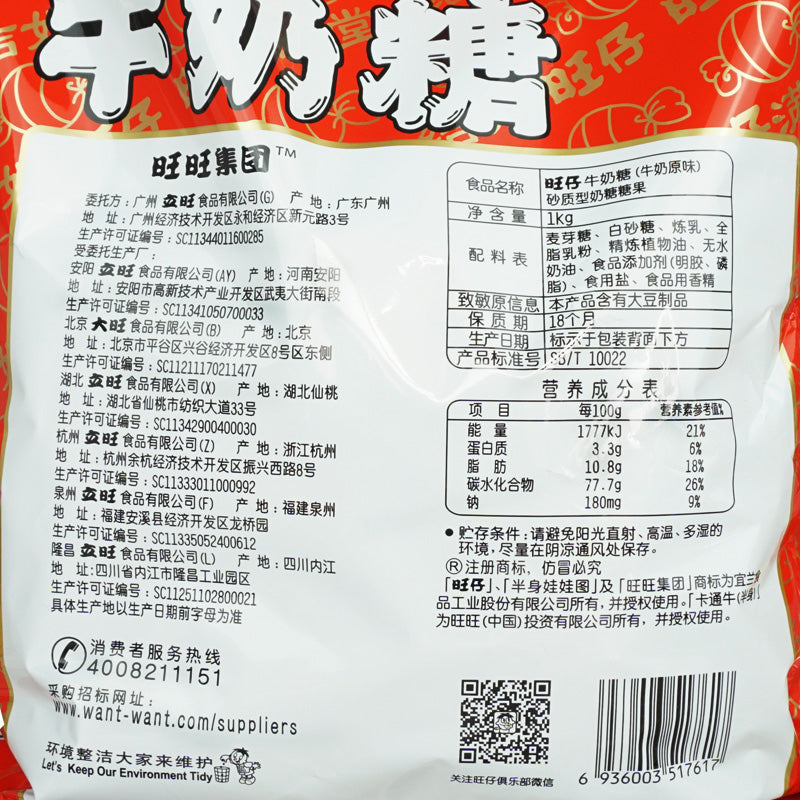 牛奶糖
旺旺集团™
委托方：广州立旺食品有限公司(G) 产地：广东广州
地址：广州经济技术开发区永和经济区新元路3号
生产许可证编号：SC11344011600285
受委托生产厂：
安阳立旺食品有限公司(AY) 产地：河南安阳
地址：安阳市高新技术产业开发区武夷大街南段
生产许可证编号：SC11341050700033
北京大旺食品有限公司(B) 产地：北京
地址：北京市平谷区兴谷经济开发区8号区东侧
生产许可证编号：SC11211170211477
湖北立旺食品有限公司(X) 产地：湖北仙桃
地址：湖北省仙桃市纺织大道33号
生产许可证编号：SC11342900400030
杭州立旺食品有限公司(Z) 产地：浙江杭州
地址：杭州余杭经济技术开发区振兴西路8号
生产许可证编号：SC11333011000992
泉州立旺食品有限公司(F) 产地：福建泉州
地址：福建安溪县经济开发区龙桥园
生产许可证编号：SC11335052400612
隆昌立旺食品有限公司(L) 产地：四川内江
地址:四川省内江市隆昌工业园区
生产许可证编号：SC11251102800021
具体生产地以生产日期前字母为准
消费者服务热线
4008211151
采购招标网址：
www.want-want.com/suppliers
环境整洁大家来维护
Let's Keep Our Environment Tidy
食品名称 旺仔牛奶糖(牛奶原味)
砂质型奶糖糖果
净含量 1kg
配料表 麦芽糖、白砂糖、炼乳、全
脂乳粉、精炼植物油、无水
奶油、食品添加剂(明胶、磷
脂)、食用盐、食品用香精
致敏原信息 本产品含有大豆制品
保质期 18个月
生产日期 标示于包装背面下方
产品标准号 SB/T 10022
营养成分表
项目 每100g 营养素参考值%
能量 1777kJ 21%
蛋白质 3.3g 6%
脂肪 10.8g 18%
碳水化合物 77.7g 26%
钠 180mg 9%
●贮存条件:请避免阳光直射、高温、多湿的
环境,尽量在阴凉通风处保存。
®注册商标，仿冒必究
「旺仔」、「半身娃娃图」及「旺旺集团」商标为宜兰食
品工业股份有限公司所有，并授权使用。「卡通牛(半身)」
为旺旺(中国)投资有限公司所有，并授权使用。
关注旺仔俱乐部微信
6 936003 517617